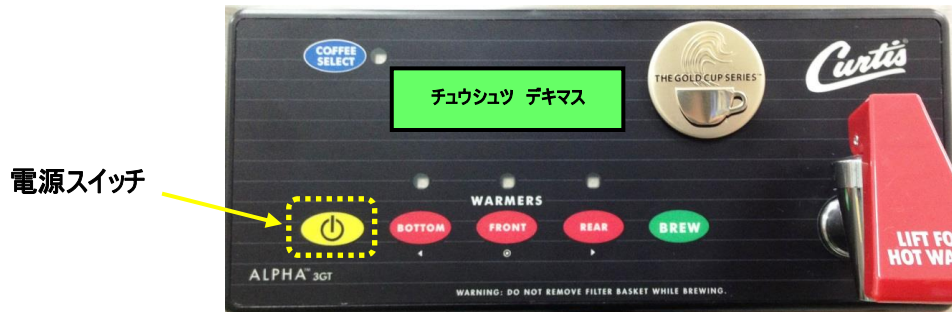 COFFEE
SELECT
チュウシュツ デキマス
THE GOLD CUP SERIES™
Curtis®
電源スイッチ
WARMERS
BOTTOM
FRONT
REAR
BREW
LIFT FO
HOT WA
ALPHA™ 3GT
WARNING: DO NOT REMOVE FILTER BASKET WHILE BREWING.